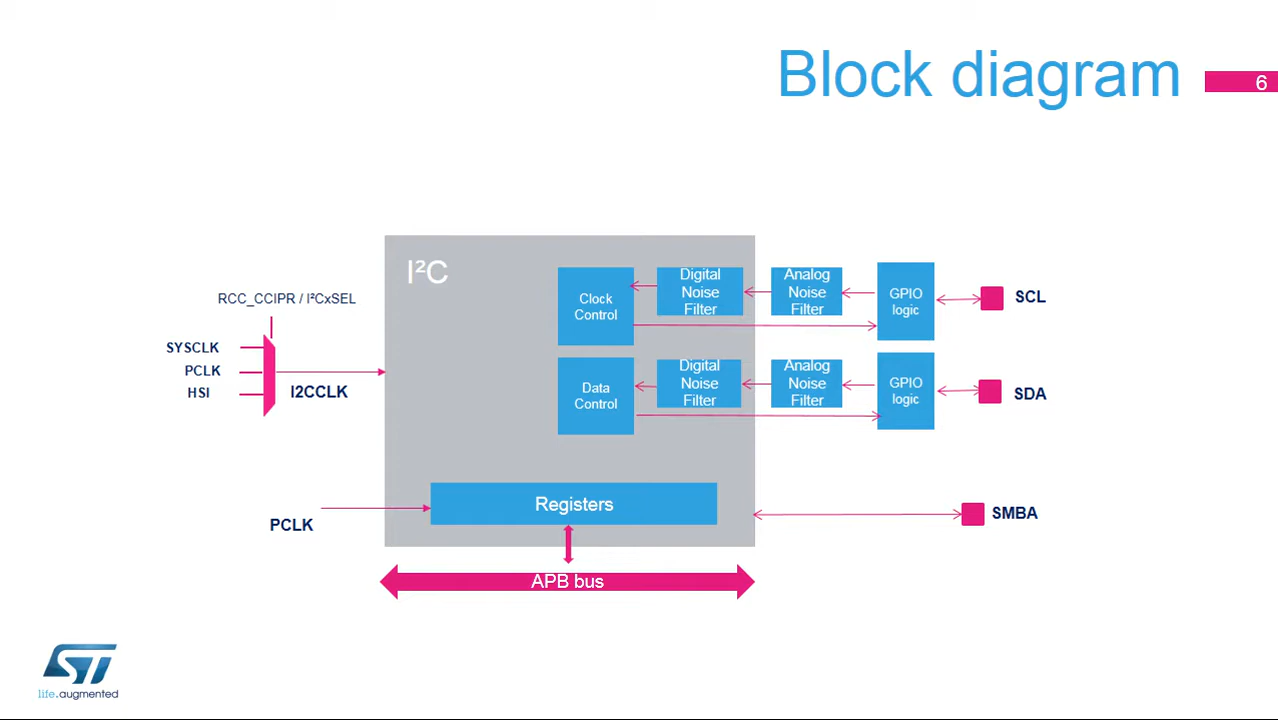 Block diagram
6
I²C
RCC_CCIPR / I²CxSEL
SYSCLK
PCLK
HSI
I2CCLK
Clock
Control
Digital
Noise
Filter
Analog
Noise
Filter
GPIO
logic
SCL
Data
Control
Digital
Noise
Filter
Analog
Noise
Filter
GPIO
logic
SDA
PCLK
Registers
SMBA
APB bus
ST
life.augmented